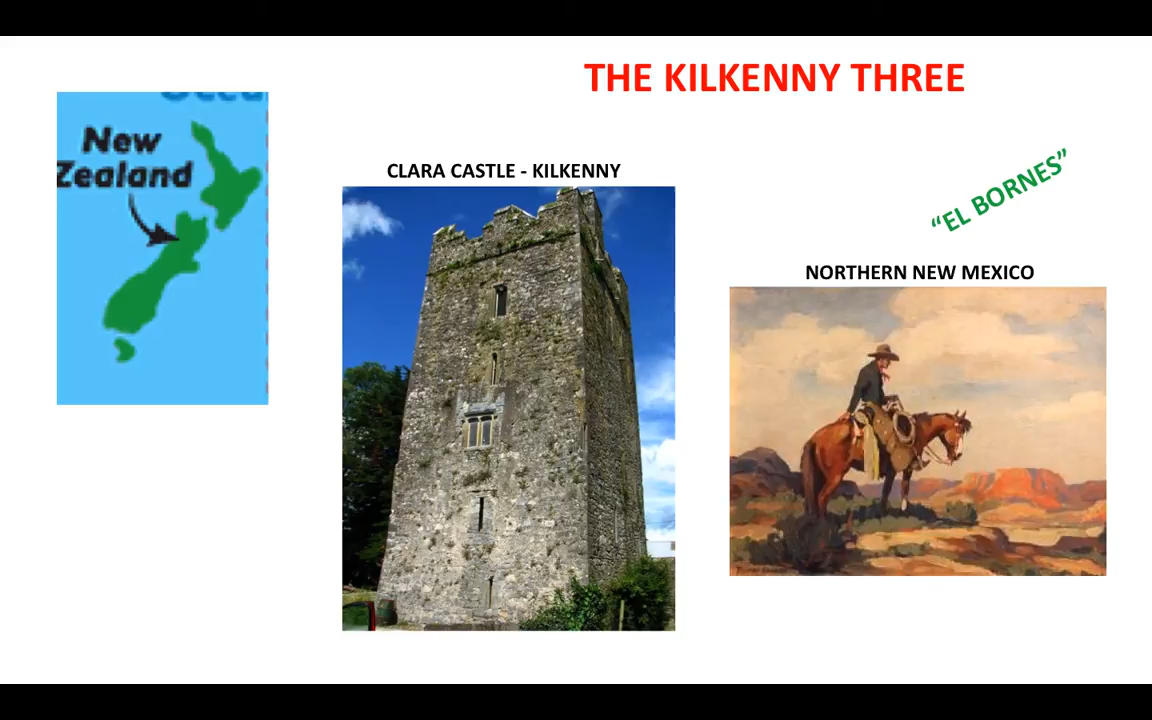 THE KILKENNY THREE
New
Zealand
CLARA CASTLE - KILKENNY
“EL BORNES”
NORTHERN NEW MEXICO